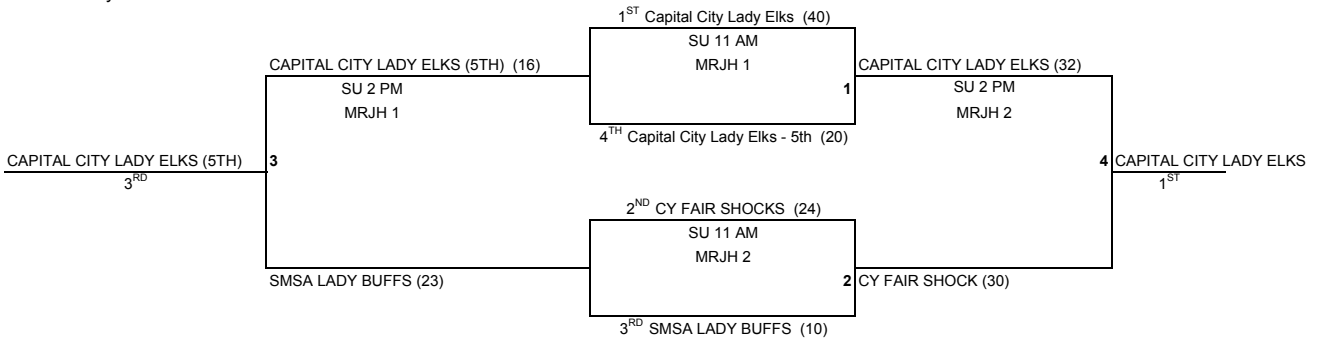 1ST Capital City Lady Elks (40)
SU 11 AM
CAPITAL CITY LADY ELKS (5TH) (16)
MRJH 1
CAPITAL CITY LADY ELKS (32)
SU 2 PM
1
SU 2 PM
MRJH 1
MRJH 2
4TH Capital City Lady Elks - 5th (20)
CAPITAL CITY LADY ELKS (5TH)
3
4
CAPITAL CITY LADY ELKS
3RD
1ST
2ND CY FAIR SHOCKS (24)
SU 11 AM
MRJH 2
SMSA LADY BUFFS (23)
2
CY FAIR SHOCK (30)
3RD SMSA LADY BUFFS (10)